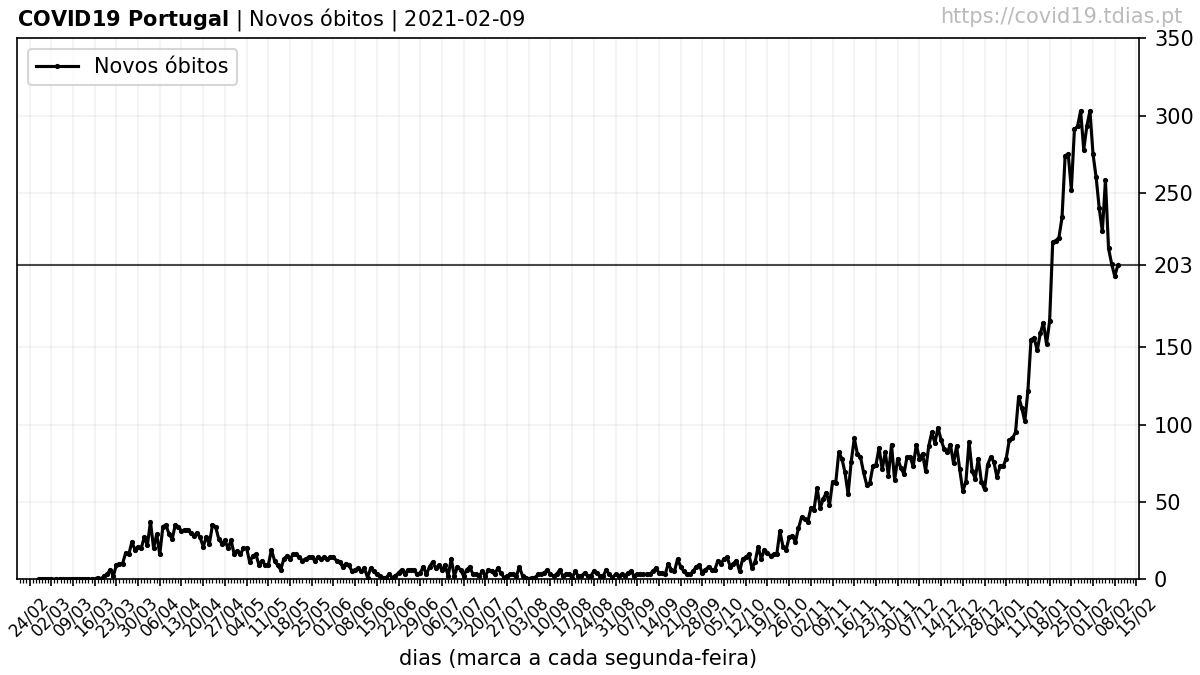 COVID19 Portugal | Novos óbitos | 2021-02-09
https://covid19.tdias.pt
Novos óbitos
350
300
250
203
150
100
50
0
24/02 02/03 09/03 16/03 23/03 30/03 06/04 13/04 20/04 27/04 04/05 11/05 18/05 25/05 01/06 08/06 15/06 22/06 29/06 06/07 13/07 20/07 27/07 03/08 10/08 17/08 24/08 31/08 07/09 14/09 21/09 28/09 05/10 12/10 19/10 26/10 02/11 09/11 16/11 23/11 30/11 07/12 14/12 21/12 28/12 04/01 11/01 18/01 25/01 01/02 08/02 15/02
dias (marca a cada segunda-feira)